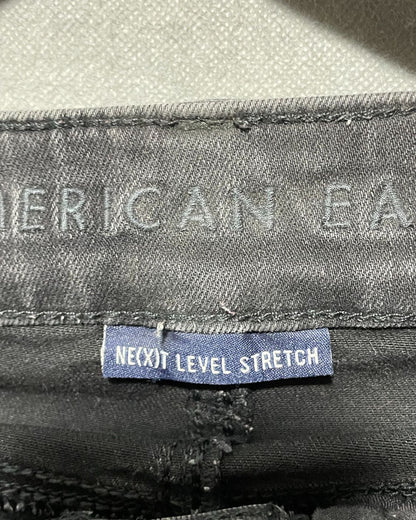 MERICAN EA
NE(X)T LEVEL STRETCH